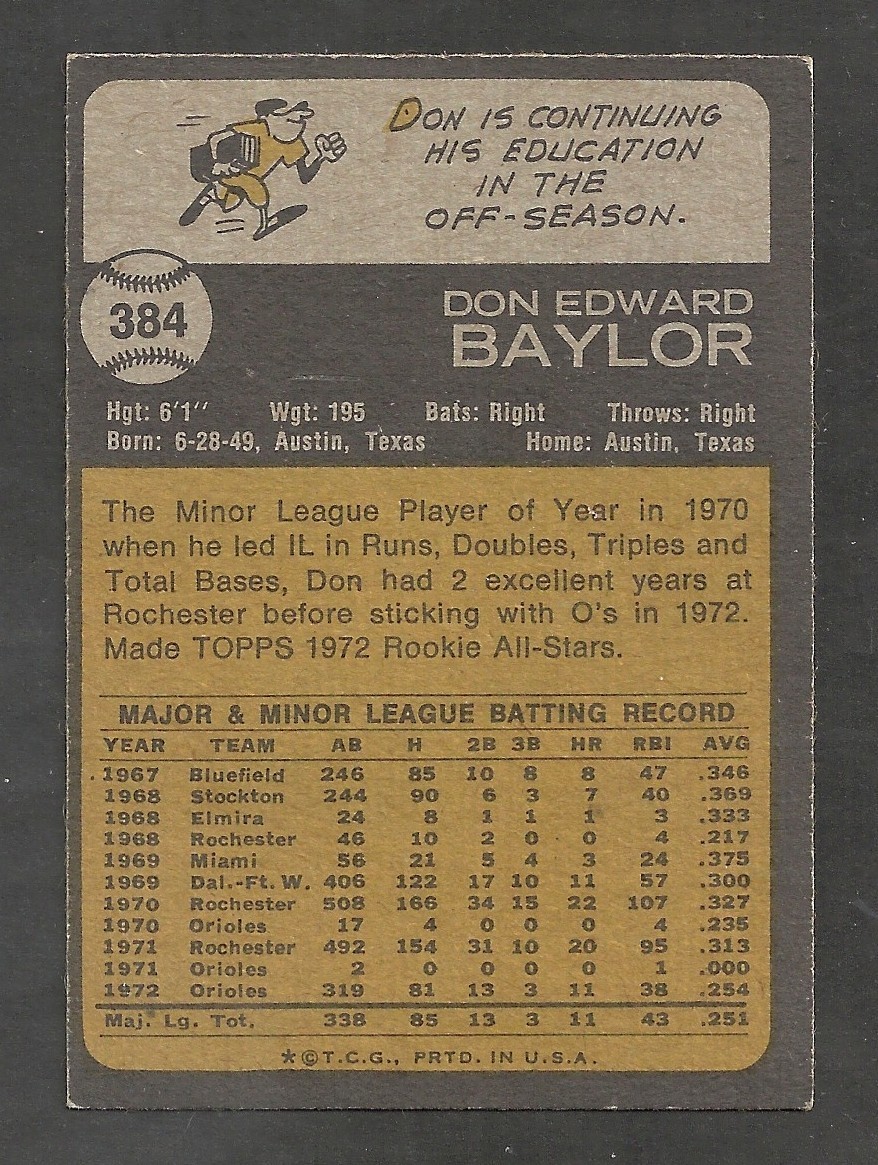 DON IS CONTINUING
HIS EDUCATION
IN THE
OFF-SEASON.
384
DON EDWARD
BAYLOR
Hgt: 6'1" Wgt: 195 Bats: Right Throws: Right
Born: 6-28-49, Austin, Texas Home: Austin, Texas
The Minor League Player of Year in 1970
when he led IL in Runs, Doubles, Triples and
Total Bases, Don had 2 excellent years at
Rochester before sticking with O's in 1972.
Made TOPPS 1972 Rookie All-Stars.
MAJOR & MINOR LEAGUE BATTING RECORD
YEAR TEAM AB H 2B 3B HR RBI AVG
1967 Bluefield 246 85 10 8 8 47 .346
1968 Stockton 244 90 6 3 7 40 .369
1968 Elmira 24 8 1 1 1 3 .333
1968 Rochester 46 10 2 0 0 4 .217
1969 Miami 56 21 5 4 3 24 .375
1969 Dal.-Ft. W. 406 122 17 10 11 57 .300
1970 Rochester 508 166 34 15 22 107 .327
1970 Orioles 17 4 0 0 0 4 .235
1971 Rochester 492 154 31 10 20 95 .313
1971 Orioles 2 0 0 0 0 1 .000
1972 Orioles 319 81 13 3 11 38 .254
Maj. Lg. Tot. 338 85 13 3 11 43 .251
*©T.C.G., PRTD. IN U.S.A.